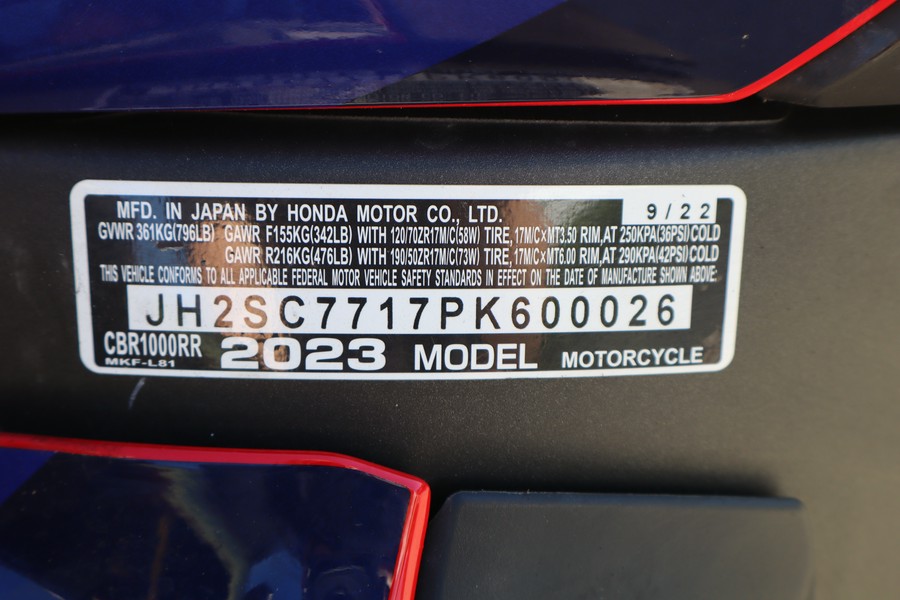 MFD. IN JAPAN BY HONDA MOTOR CO., LTD. 9/22
GVWR 361KG(796LB) GAWR F155KG(342LB) WITH 120/70ZR17M/C(58W) TIRE, 17M/C×MT3.50 RIM, AT 250KPA(36PSI)COLD
GAWR R216KG(476LB) WITH 190/50ZR17M/C(73W) TIRE, 17M/C×MT6.00 RIM, AT 290KPA(42PSI)COLD
THIS VEHICLE CONFORMS TO ALL APPLICABLE FEDERAL MOTOR VEHICLE SAFETY STANDARDS IN EFFECT ON THE DATE OF MANUFACTURE SHOWN ABOVE.
JH2SC7717PK600026
CBR1000RR 2023 MODEL MOTORCYCLE
MKF-L81